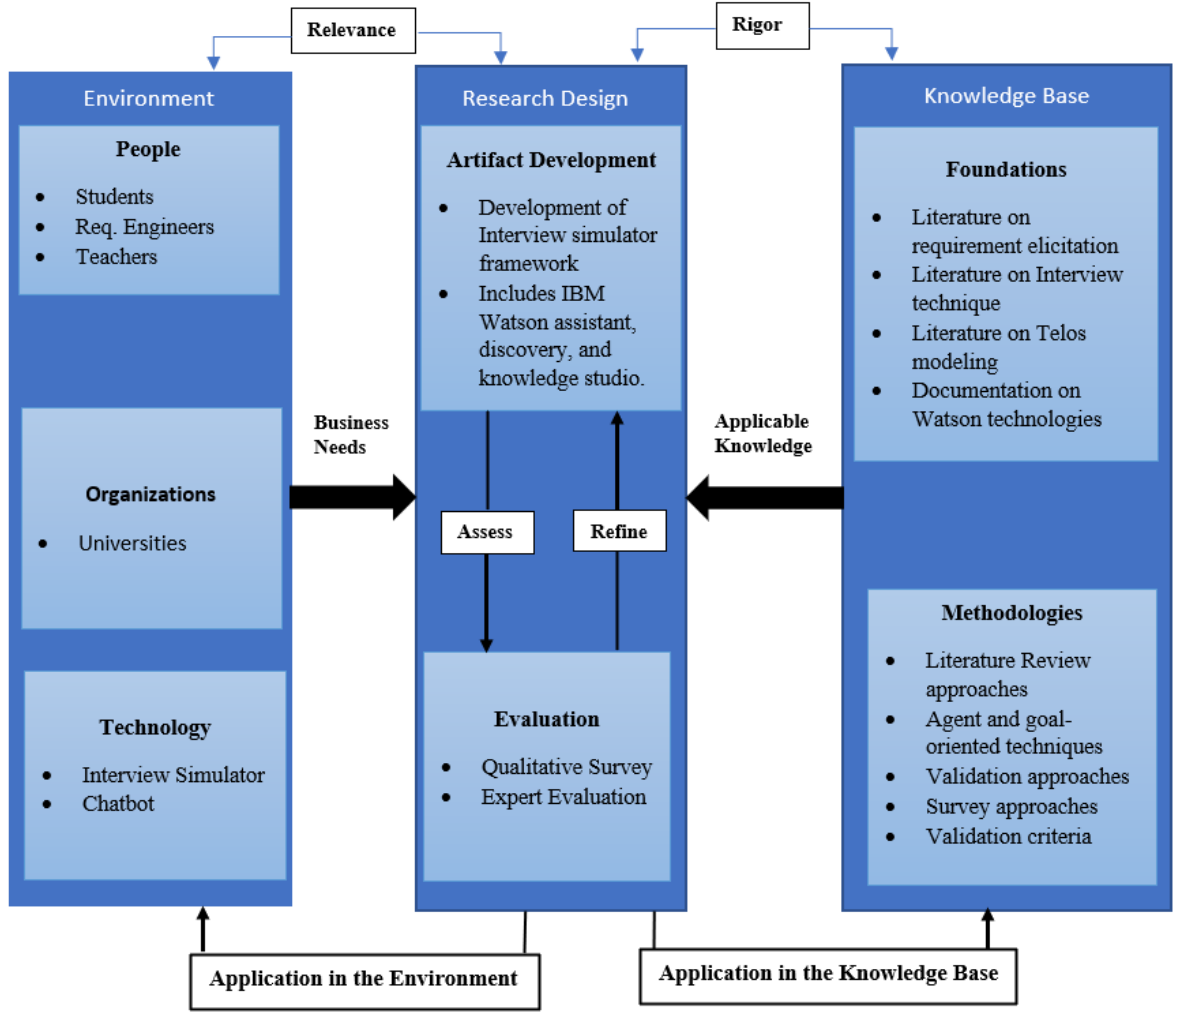 Relevance
Rigor
Environment
People
Students
Req. Engineers
Teachers
Organizations
Universities
Technology
Interview Simulator
Chatbot
Business
Needs
Research Design
Artifact Development
Development of
Interview simulator
framework
Includes IBM
Watson assistant,
discovery, and
knowledge studio.
Assess
Refine
Evaluation
Qualitative Survey
Expert Evaluation
Applicable
Knowledge
Knowledge Base
Foundations
Literature on
requirement elicitation
Literature on Interview
technique
Literature on Telos
modeling
Documentation on
Watson technologies
Methodologies
Literature Review
approaches
Agent and goal-
oriented techniques
Validation approaches
Survey approaches
Validation criteria
Application in the Environment
Application in the Knowledge Base